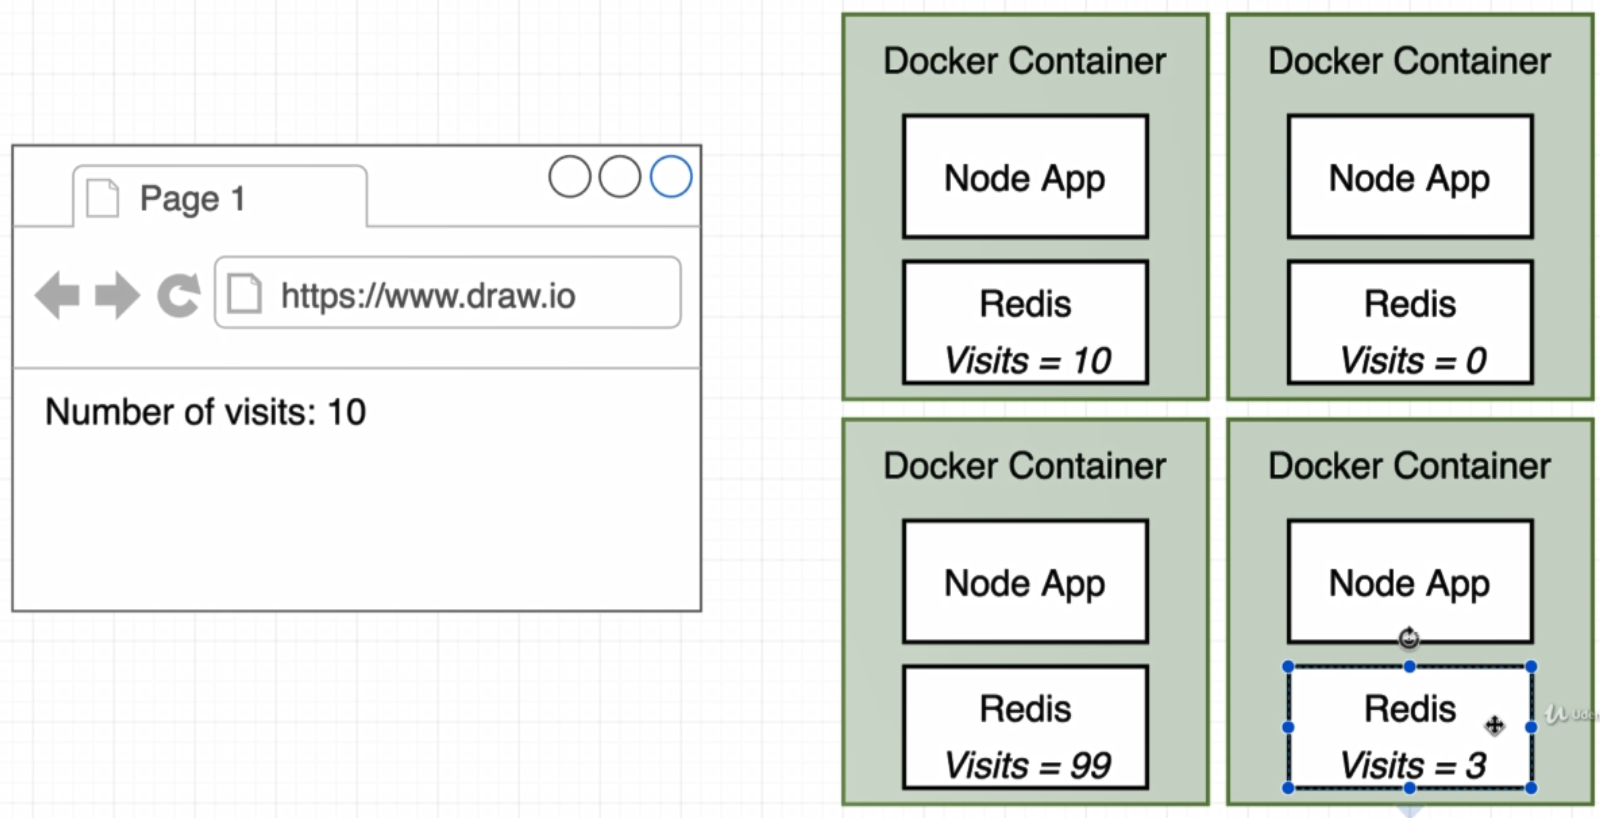 Page 1
https://www.draw.io
Number of visits: 10
Docker Container
Node App
Redis
Visits = 10
Docker Container
Node App
Redis
Visits = 0
Docker Container
Node App
Redis
Visits = 99
Docker Container
Node App
Redis
Visits = 3